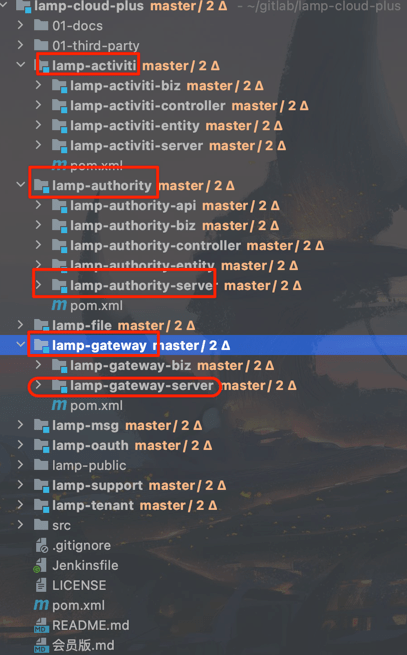 lamp-cloud-plus master / 2 Δ - ~/gitlab/lamp-cloud-plus
01-docs
01-third-party
lamp-activiti master / 2 Δ
lamp-activiti-biz master / 2 Δ
lamp-activiti-controller master / 2 Δ
lamp-activiti-entity master / 2 Δ
lamp-activiti-server master / 2 Δ
pom.xml
lamp-authority master / 2 Δ
lamp-authority-api master / 2 Δ
lamp-authority-biz master / 2 Δ
lamp-authority-controller master / 2 Δ
lamp-authority-entity master / 2 Δ
lamp-authority-server master / 2 Δ
pom.xml
lamp-file master / 2 Δ
lamp-gateway master / 2 Δ
lamp-gateway-biz master / 2 Δ
lamp-gateway-server master / 2 Δ
pom.xml
lamp-msg master / 2 Δ
lamp-oauth master / 2 Δ
lamp-public
lamp-support master / 2 Δ
lamp-tenant master / 2 Δ
src
.gitignore
Jenkinsfile
LICENSE
pom.xml
README.md
会员版.md